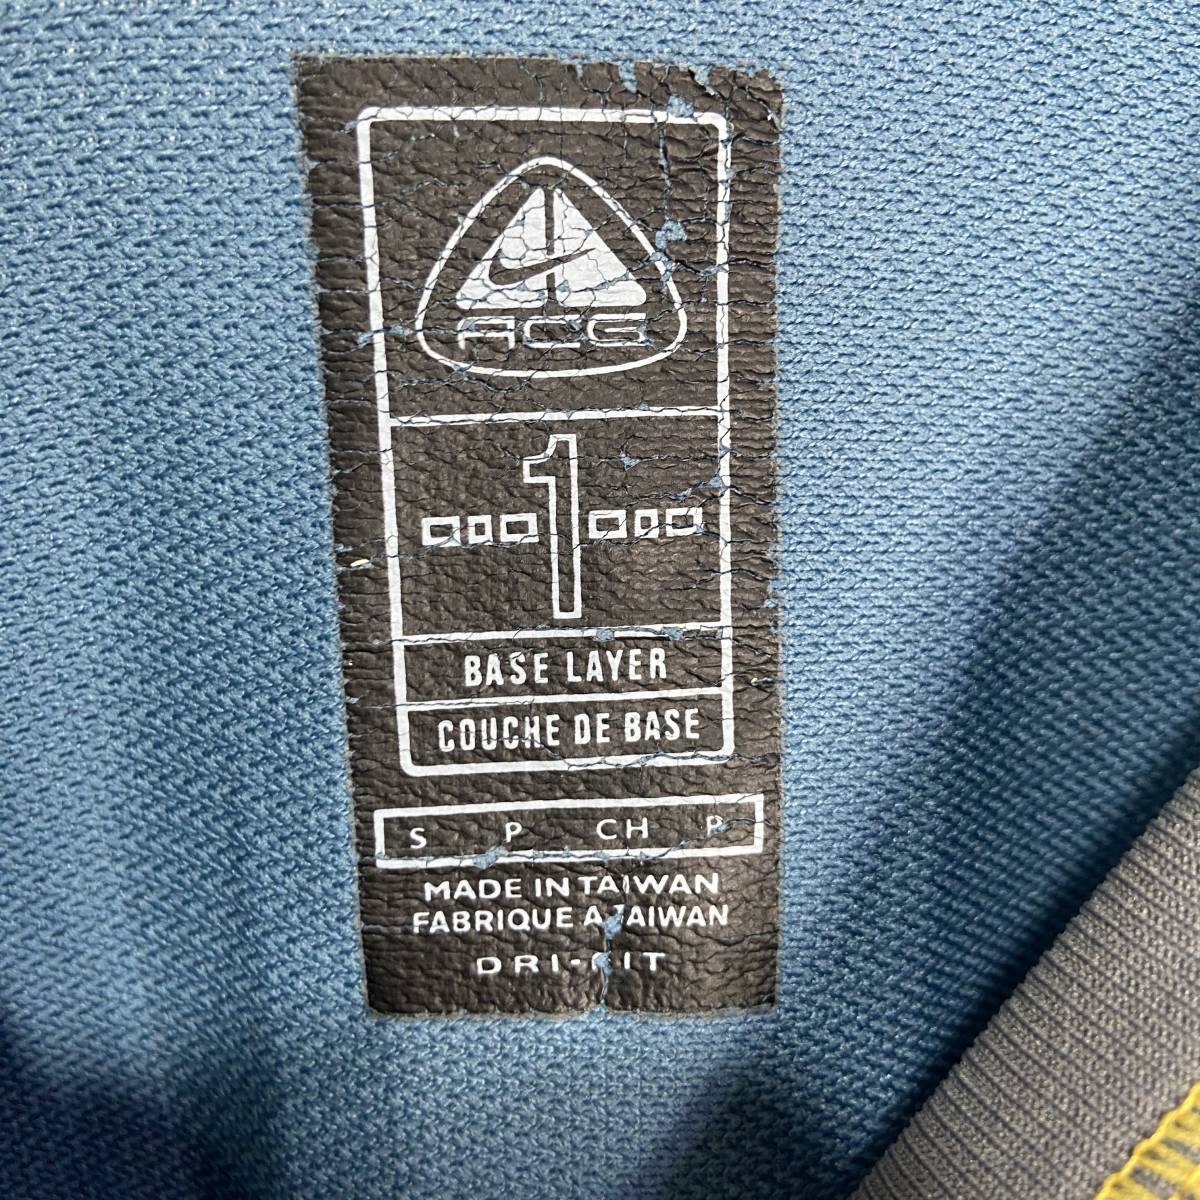 ACG
1
BASE LAYER
COUCHE DE BASE
S P CH P
MADE IN TAIWAN
FABRIQUE A TAIWAN
DRI-FIT